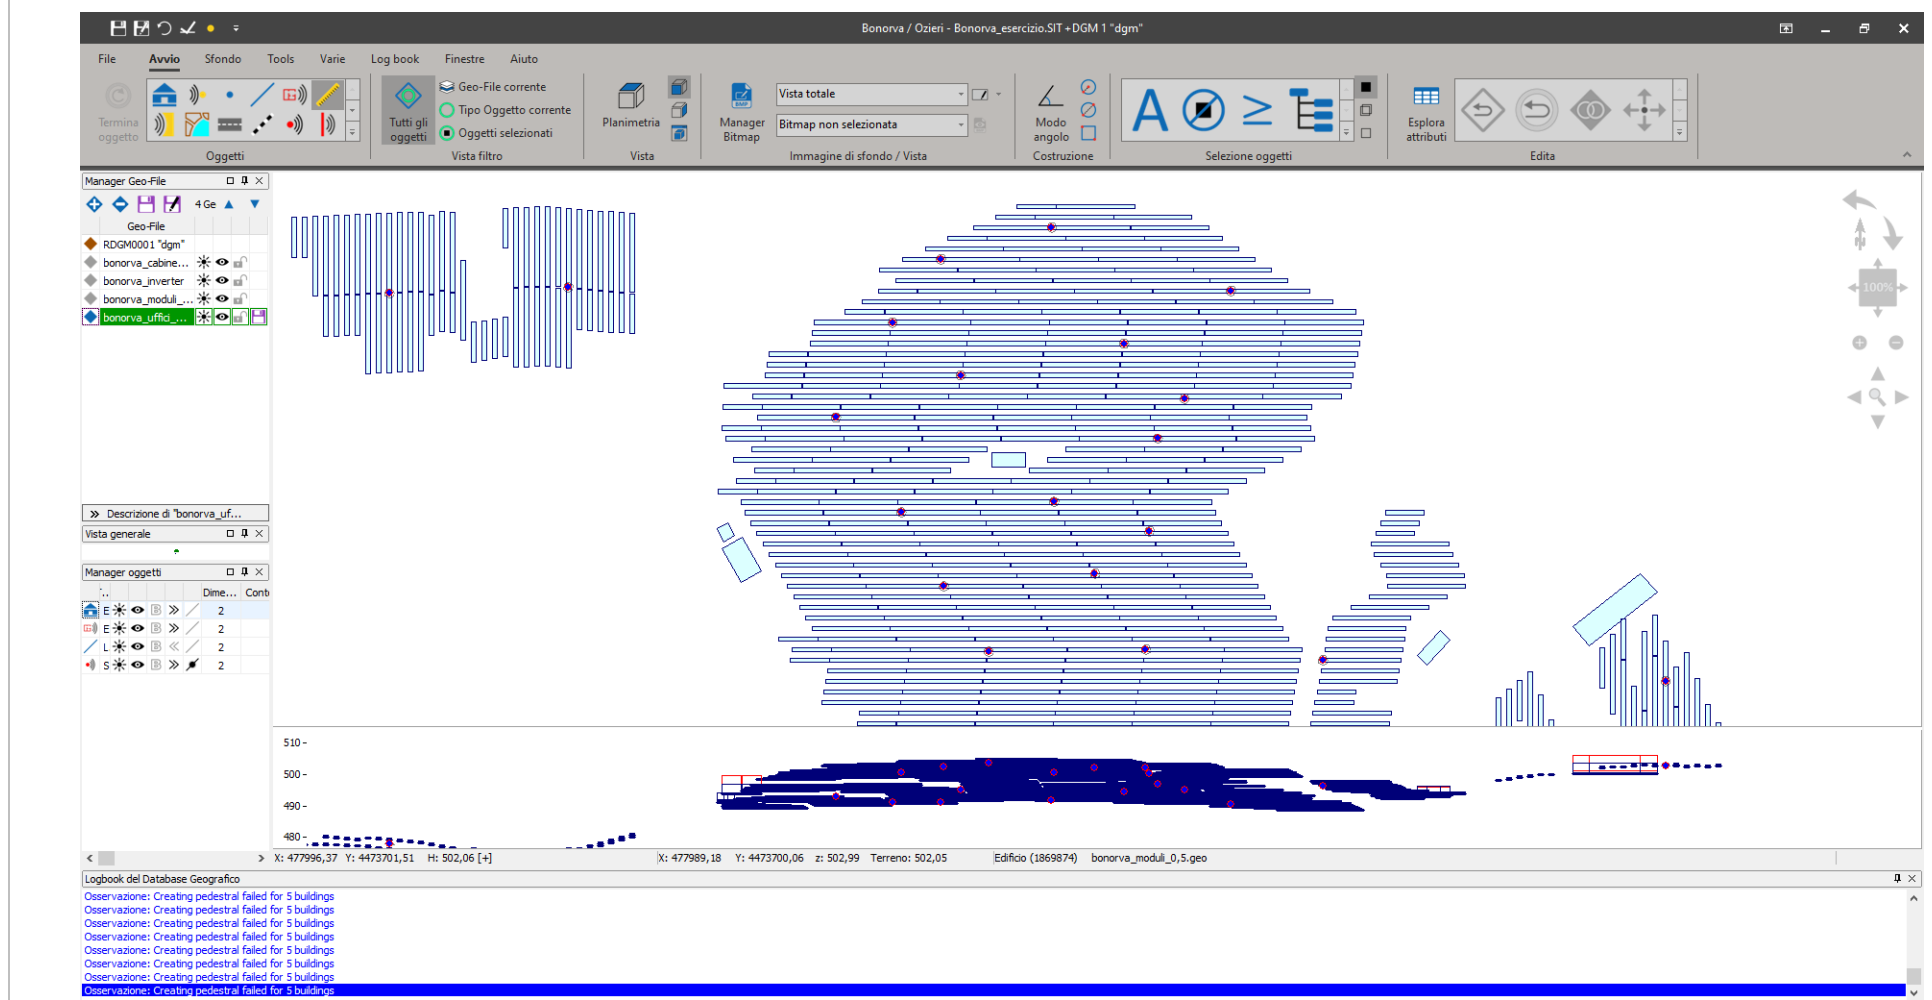 Bonorva / Ozieri - Bonorva_esercizio.SIT +DGM 1 "dgm"
File Avvio Sfondo Tools Varie Log book Finestre Aiuto
Termina oggetto
Oggetti
Tutti gli oggetti
Geo-File corrente
Tipo Oggetto corrente
Oggetti selezionati
Vista filtro
Planimetria
Vista
Manager Bitmap
BMP
Vista totale
Bitmap non selezionata
Immagine di sfondo / Vista
Modo angolo
Costruzione
A
Selezione oggetti
Esplora attributi
Edita
Manager Geo-File
4 Ge
Geo-File
RDGM0001 "dgm"
bonorva_cabine...
bonorva_inverter
bonorva_moduli_...
bonorva_uffici_...
» Descrizione di "bonorva_uf...
Vista generale
Manager oggetti
Dime... Cont
E B 2
E B 2
L B 2
S B 2
N
100%
510
500
490
480
X: 477996,37 Y: 4473701,51 H: 502,06 [+]
X: 477989,18 Y: 4473700,06 z: 502,99 Terreno: 502,05 Edificio (1869874) bonorva_moduli_0,5.geo
Logbook del Database Geografico
Osservazione: Creating pedestral failed for 5 buildings
Osservazione: Creating pedestral failed for 5 buildings
Osservazione: Creating pedestral failed for 5 buildings
Osservazione: Creating pedestral failed for 5 buildings
Osservazione: Creating pedestral failed for 5 buildings
Osservazione: Creating pedestral failed for 5 buildings
Osservazione: Creating pedestral failed for 5 buildings
Osservazione: Creating pedestral failed for 5 buildings